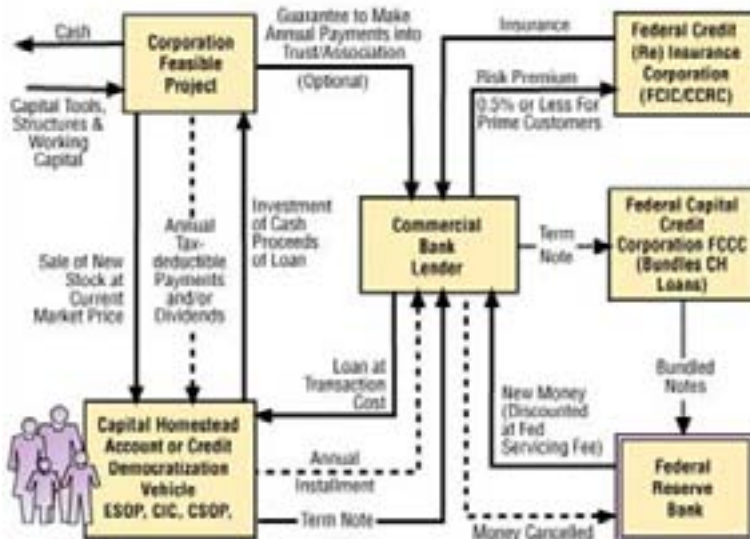 Cash
Corporation
Feasible
Project
Capital Tools,
Structures &
Working
Capital
Guarantee to Make
Annual Payments into
Trust/Association
(Optional)
Insurance
Risk Premium
0.5% or Less For
Prime Customers
Federal Credit
(Re) Insurance
Corporation
(FCIC/CCRC)
Sale of New
Stock at
Current
Market Price
Annual
Tax-
deductible
Payments
and/or
Dividends
Investment
of Cash
Proceeds
of Loan
Commercial
Bank
Lender
Term
Note
Federal Capital
Credit
Corporation FCCC
(Bundles CH
Loans)
Loan at
Transaction
Cost
New Money
(Discounted
at Fed
Servicing Fee)
Bundled
Notes
Capital Homestead
Account or Credit
Democratization
Vehicle
ESOP, CIC, CSOP,
Annual
Installment
Term Note
Money Cancelled
Federal
Reserve
Bank